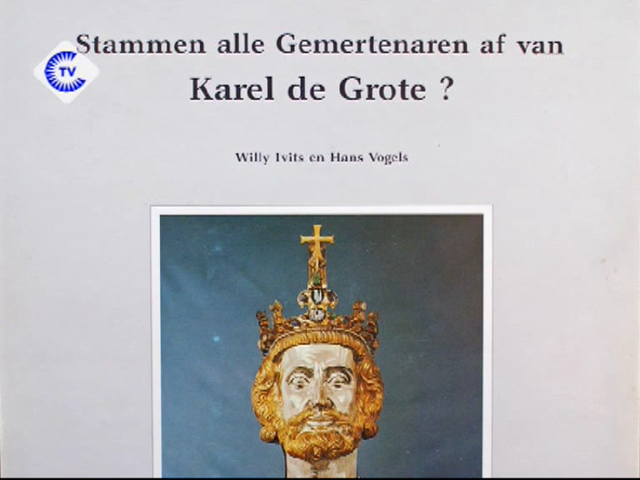 Stammen alle Gemertenaren af van
TV
Karel de Grote ?
Willy Ivits en Hans Vogels